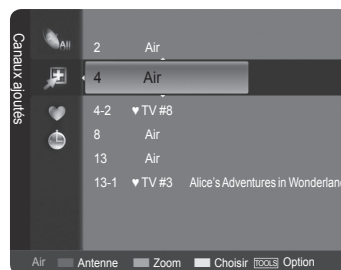 Canaux ajoutés
All
2 Air
4 Air
4-2 ♥ TV #8
8 Air
13 Air
13-1 ♥ TV #3 Alice's Adventures in Wonderlan
Air Antenne Zoom Choisir TOOLS Option